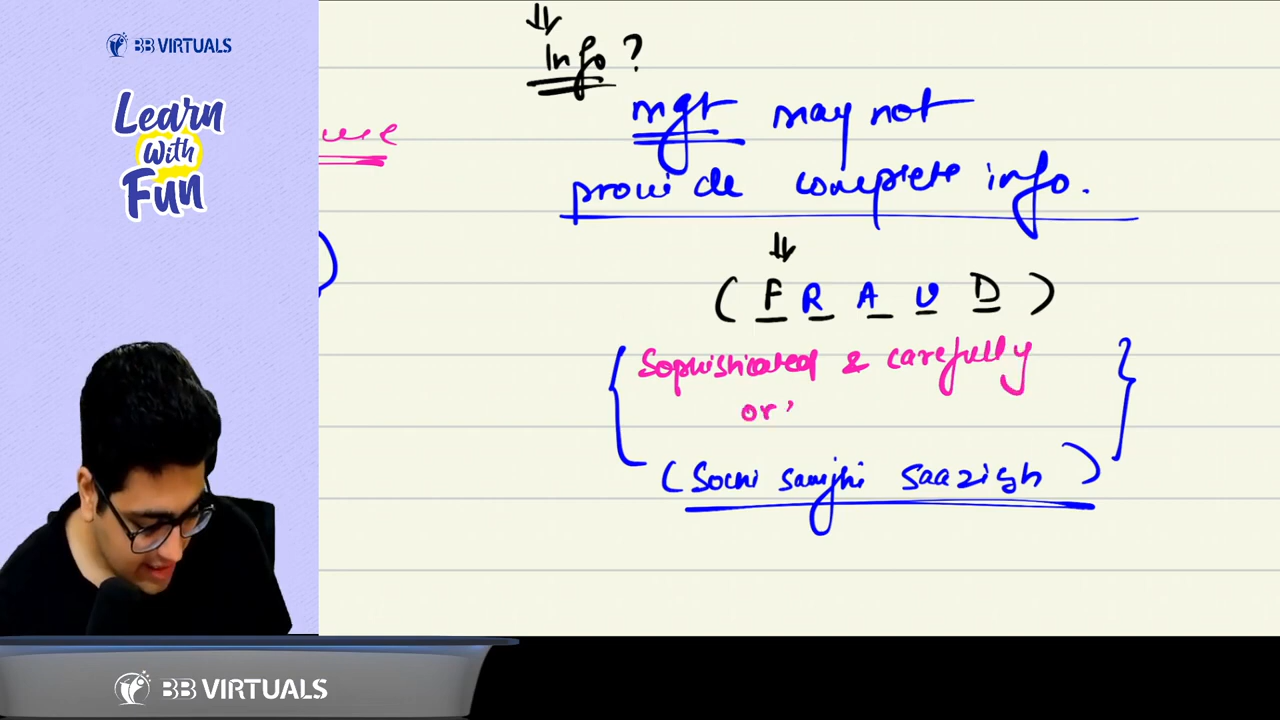 BB VIRTUALS
Learn
With
Fun
Info ?
mgt may not
provide complete info.
( F R A U D )
Sophisticated & carefully
or
( Sochi samjhi saazish )
BB VIRTUALS